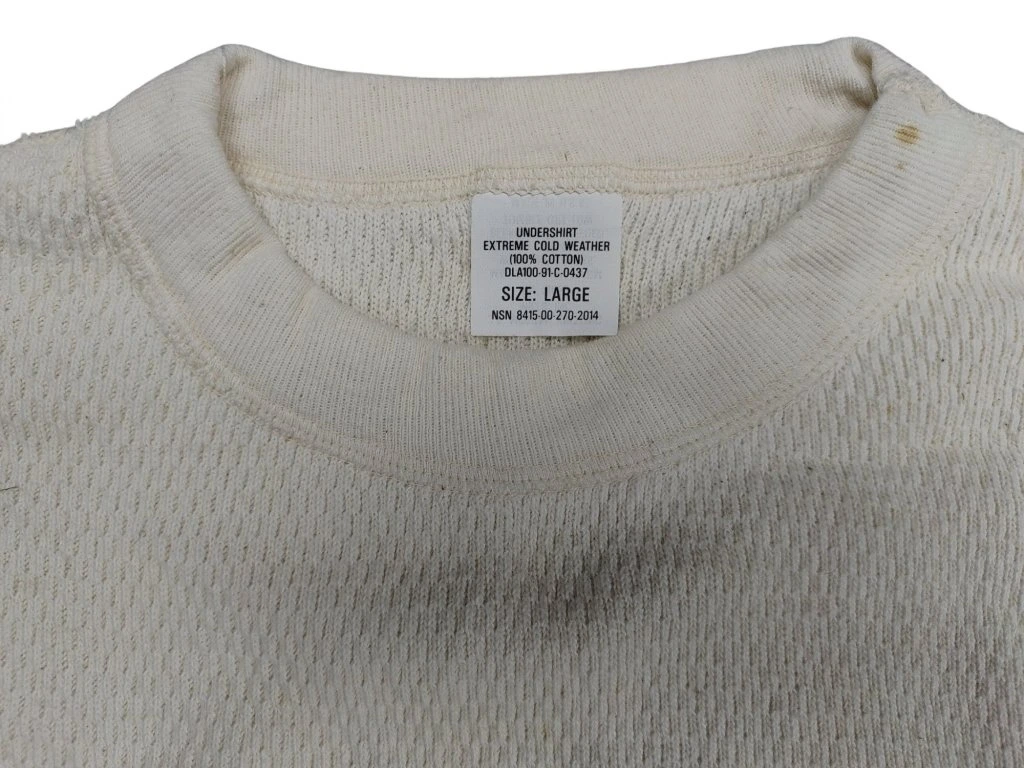 UNDERSHIRT
EXTREME COLD WEATHER
(100% COTTON)
DLA100-91-C-0437
SIZE: LARGE
NSN 8415-00-270-2014